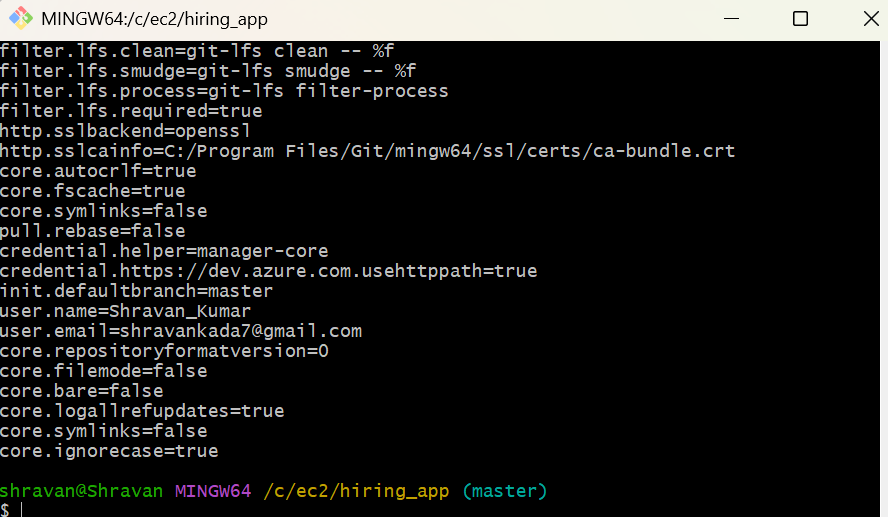 MINGW64:/c/ec2/hiring_app
filter.lfs.clean=git-lfs clean -- %f
filter.lfs.smudge=git-lfs smudge -- %f
filter.lfs.process=git-lfs filter-process
filter.lfs.required=true
http.sslbackend=openssl
http.sslcainfo=C:/Program Files/Git/mingw64/ssl/certs/ca-bundle.crt
core.autocrlf=true
core.fscache=true
core.symlinks=false
pull.rebase=false
credential.helper=manager-core
credential.https://dev.azure.com.usehttppath=true
init.defaultbranch=master
user.name=Shravan_Kumar
user.email=shravankada7@gmail.com
core.repositoryformatversion=0
core.filemode=false
core.bare=false
core.logallrefupdates=true
core.symlinks=false
core.ignorecase=true
shravan@Shravan MINGW64 /c/ec2/hiring_app (master)
$